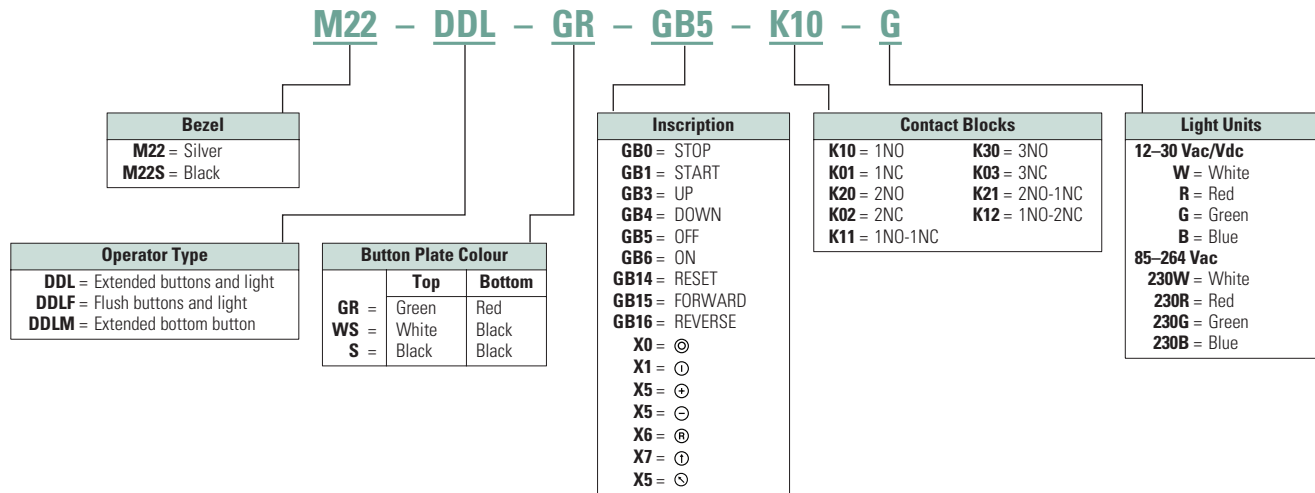 M22 – DDL – GR – GB5 – K10 – G
Bezel
M22 = Silver
M22S = Black
Operator Type
DDL = Extended buttons and light
DDLF = Flush buttons and light
DDLM = Extended bottom button
Button Plate Colour
Top Bottom
GR = Green Red
WS = White Black
S = Black Black
Inscription
GB0 = STOP
GB1 = START
GB3 = UP
GB4 = DOWN
GB5 = OFF
GB6 = ON
GB14 = RESET
GB15 = FORWARD
GB16 = REVERSE
X0 = ◎
X1 = ⏼
X5 = ⊕
X5 = ⊖
X6 = ®
X7 = ↑
X5 = ↖
Contact Blocks
K10 = 1NO K30 = 3NO
K01 = 1NC K03 = 3NC
K20 = 2NO K21 = 2NO-1NC
K02 = 2NC K12 = 1NO-2NC
K11 = 1NO-1NC
Light Units
12–30 Vac/Vdc
W = White
R = Red
G = Green
B = Blue
85–264 Vac
230W = White
230R = Red
230G = Green
230B = Blue